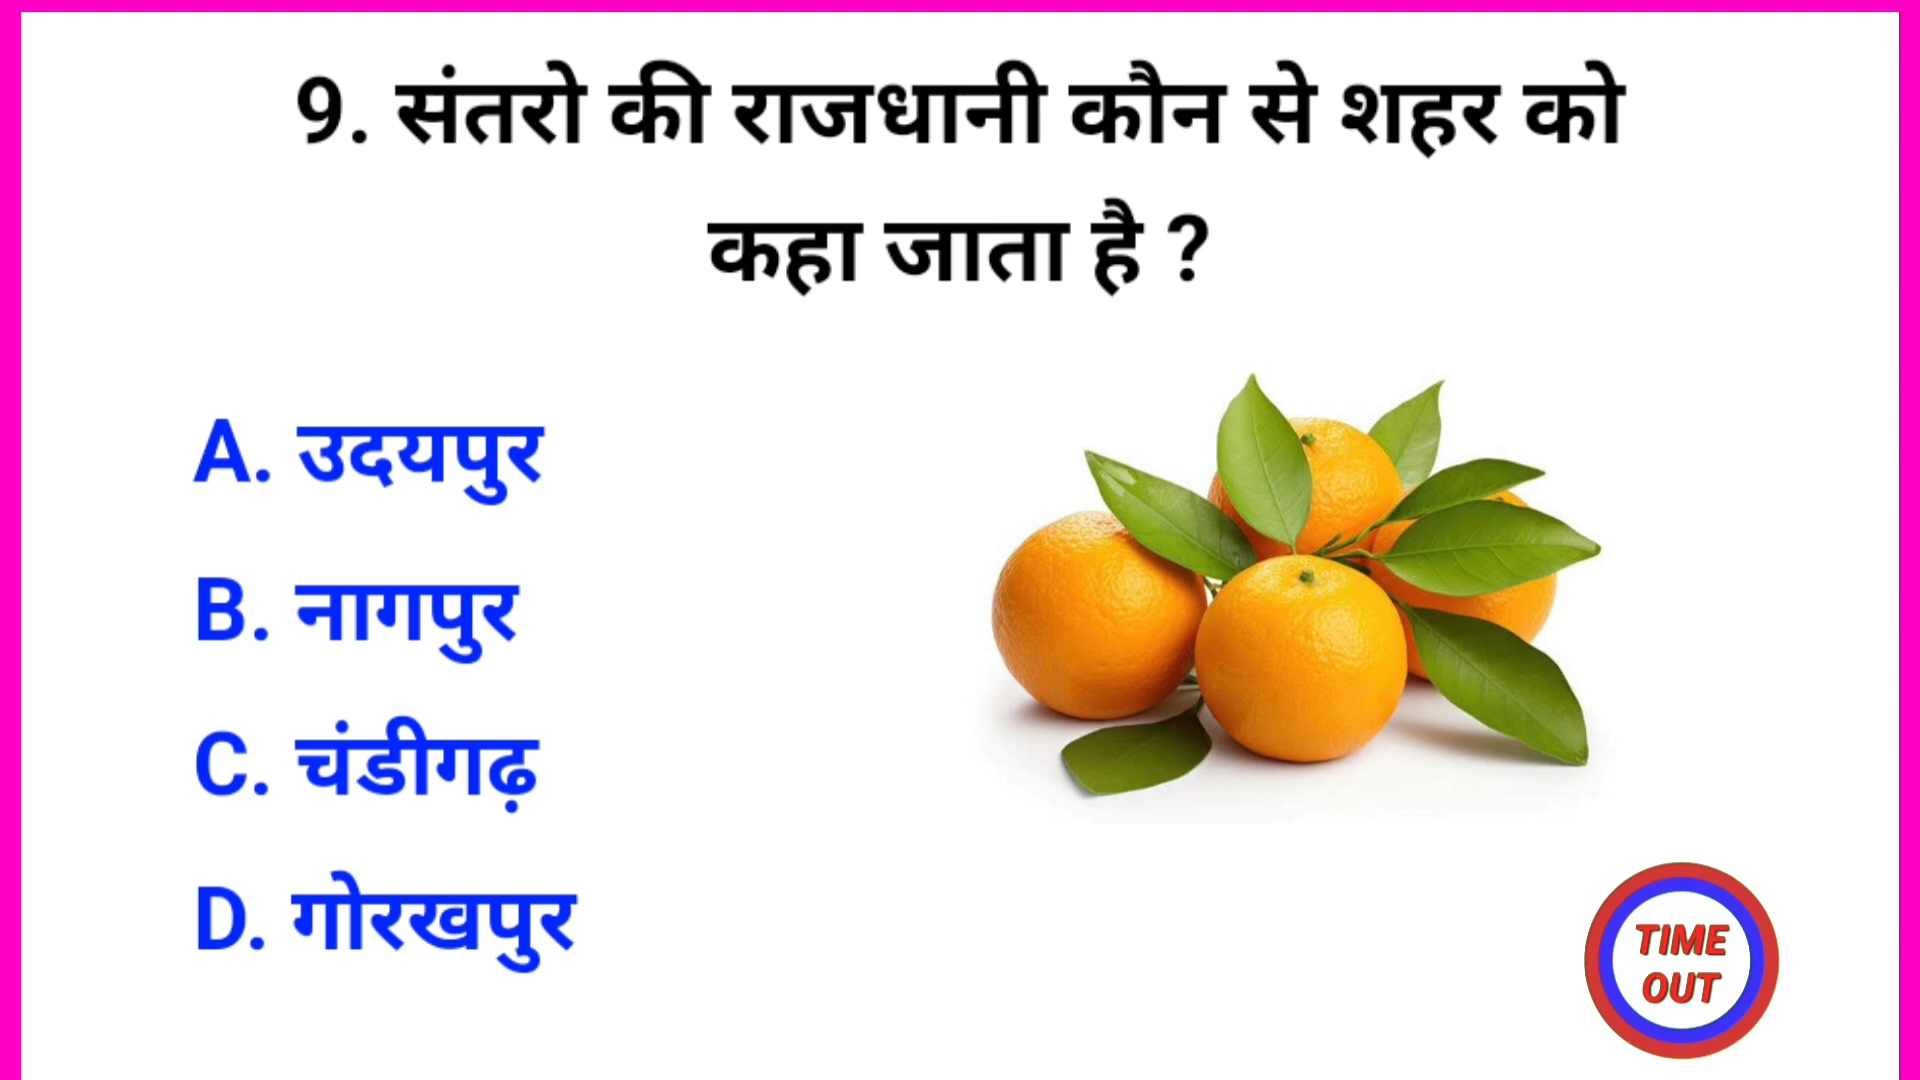 9. संतरो की राजधानी कौन से शहर को
कहा जाता है ?
A. उदयपुर
B. नागपुर
C. चंडीगढ़
D. गोरखपुर
TIME
OUT